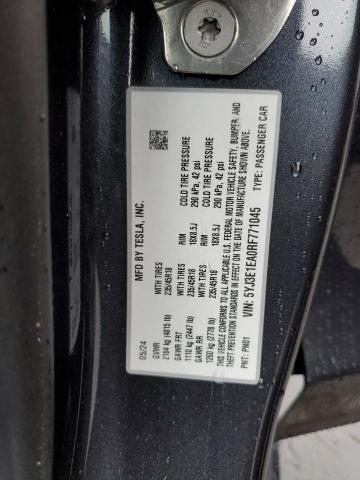 MFD BY TESLA, INC.
05/24
GVWR
2184 kg (4815 lb)
GAWR FRT WITH TIRES RIM COLD TIRE PRESSURE
1110 kg (2447 lb) 235/45R18 18X8.5J 290 kPa, 42 psi
GAWR RR WITH TIRES RIM COLD TIRE PRESSURE
1260 kg (2778 lb) 235/45R18 18X8.5J 290 kPa, 42 psi
THIS VEHICLE CONFORMS TO ALL APPLICABLE U.S. FEDERAL MOTOR VEHICLE SAFETY, BUMPER, AND
THEFT PREVENTION STANDARDS IN EFFECT ON THE DATE OF MANUFACTURE SHOWN ABOVE.
VIN: 5YJ3E1EA0RF771045
PNT: PN01 TYPE: PASSENGER CAR